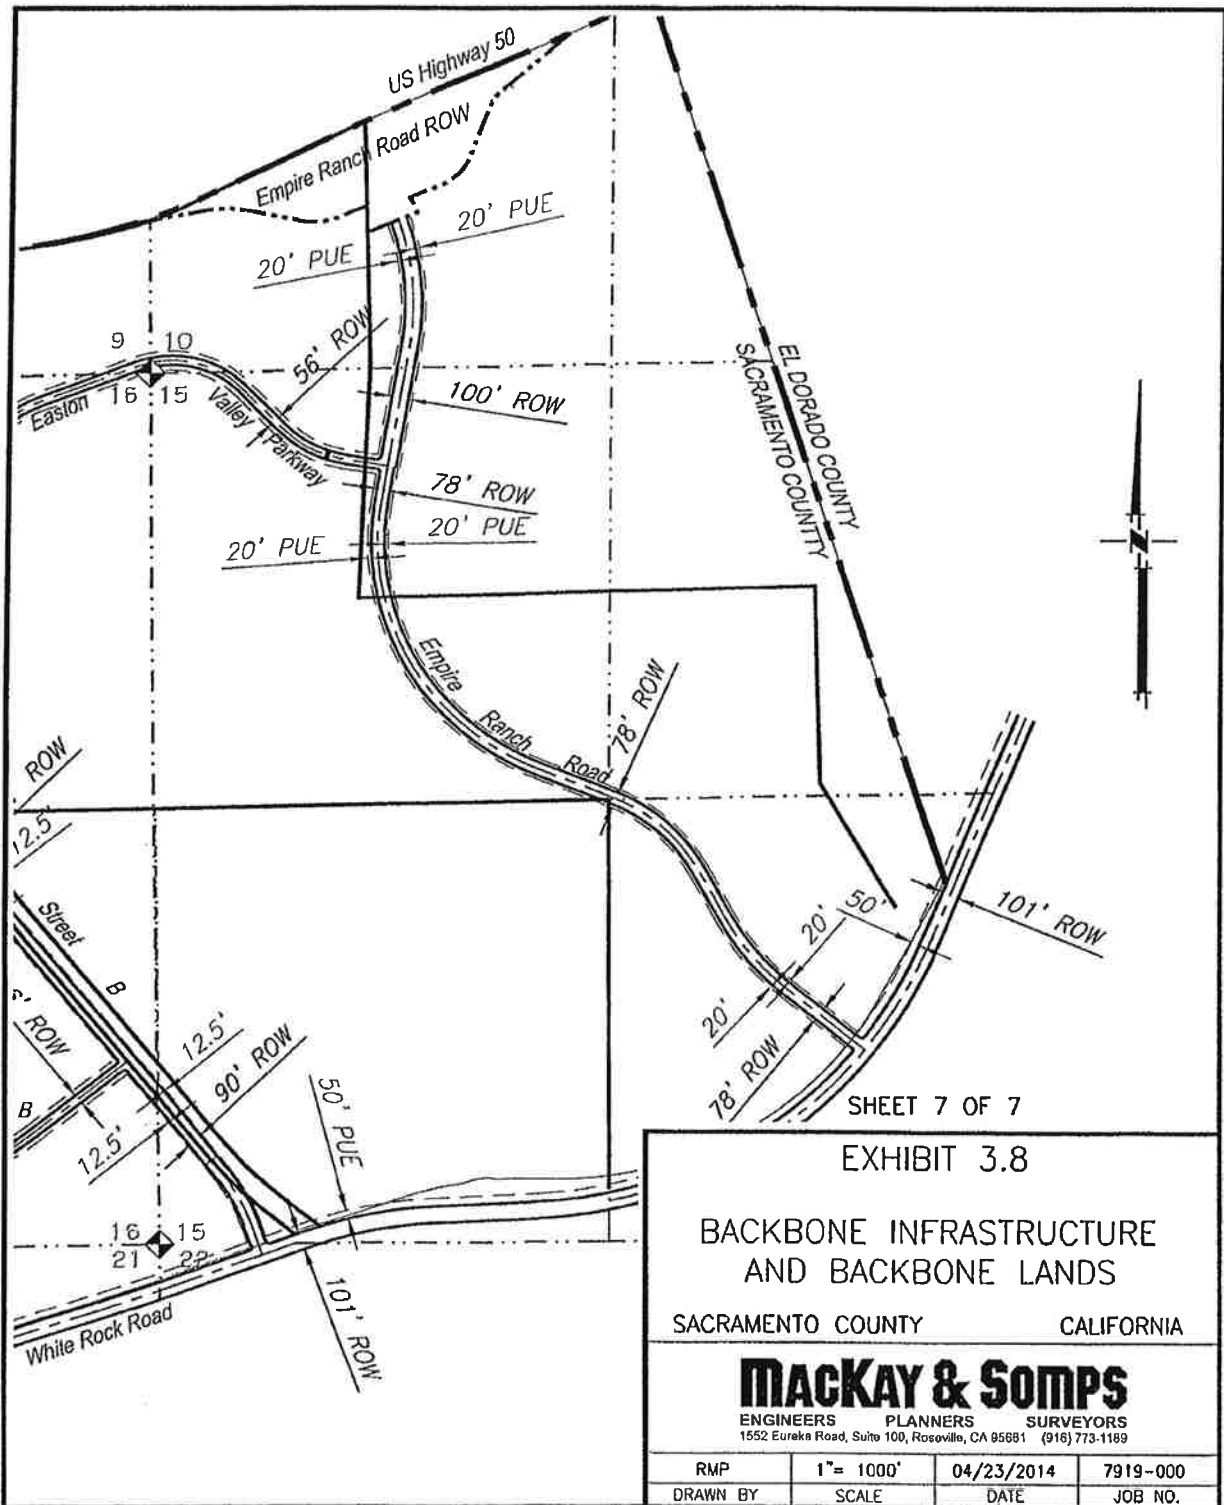 US Highway 50
Empire Ranch Road ROW
20' PUE
20' PUE
56' ROW
9 10
16 15
Easton
Valley
Parkway
100' ROW
EL DORADO COUNTY
SACRAMENTO COUNTTY
78' ROW
20' PUE
20' PUE
N
Empire
Ranch
Road
78' ROW
ROW
12.5'
Street
B
20'
50'
101' ROW
20'
78' ROW
' ROW
12.5'
90' ROW
B
12.5'
50' PUE
16 15
21 22
101' ROW
White Rock Road
SHEET 7 OF 7
EXHIBIT 3.8
BACKBONE INFRASTRUCTURE
AND BACKBONE LANDS
SACRAMENTO COUNTY CALIFORNIA
MACKAY & SOMPS
ENGINEERS PLANNERS SURVEYORS
1552 Eureka Road, Suite 100, Roseville, CA 95661 (916) 773-1189
RMP 1"= 1000' 04/23/2014 7919-000
DRAWN BY SCALE DATE JOB NO.